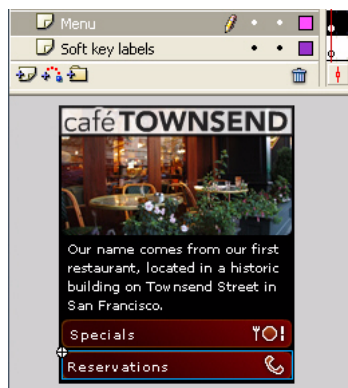 Menu
Soft key labels
café TOWNSEND
Our name comes from our first
restaurant, located in a historic
building on Townsend Street in
San Francisco.
Specials
Reservations